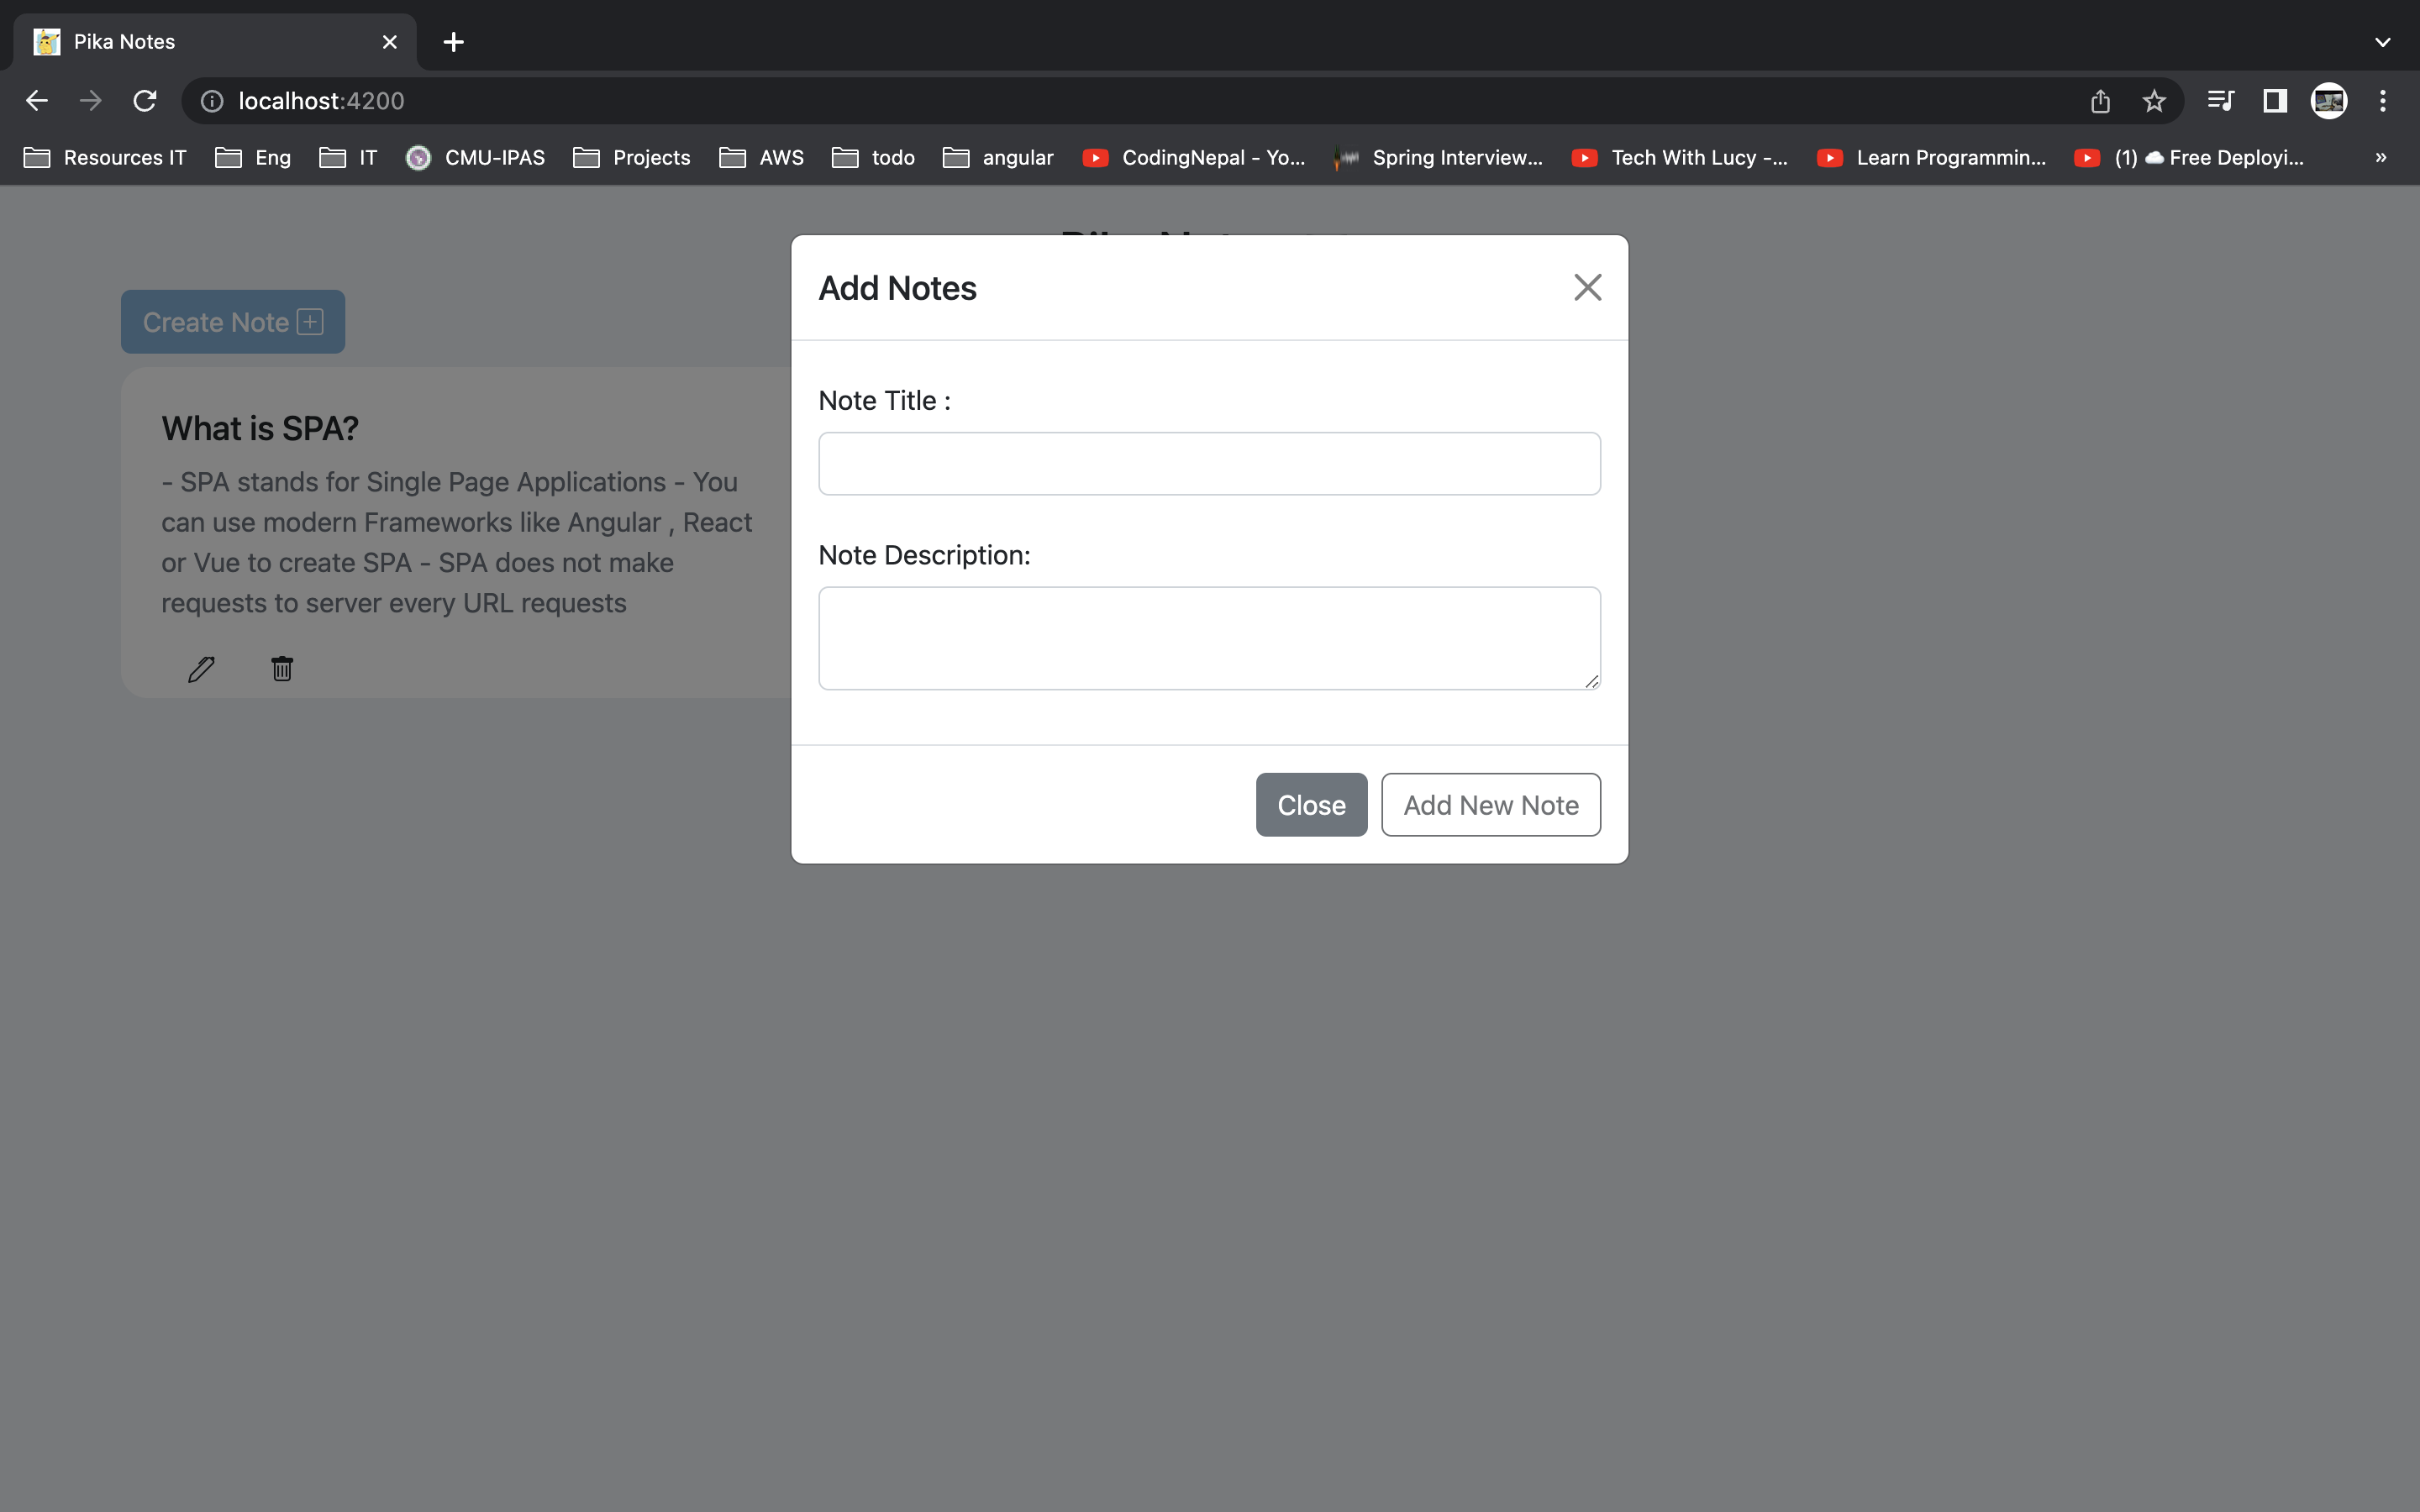 Pika Notes
localhost:4200
Resources IT Eng IT CMU-IPAS Projects AWS todo angular CodingNepal - Yo... Spring Interview... Tech With Lucy -... Learn Programmin... (1) ☁ Free Deployi... »
Add Notes
Create Note
Note Title :
What is SPA?
- SPA stands for Single Page Applications - You
can use modern Frameworks like Angular , React
or Vue to create SPA - SPA does not make
requests to server every URL requests
Note Description:
Close
Add New Note